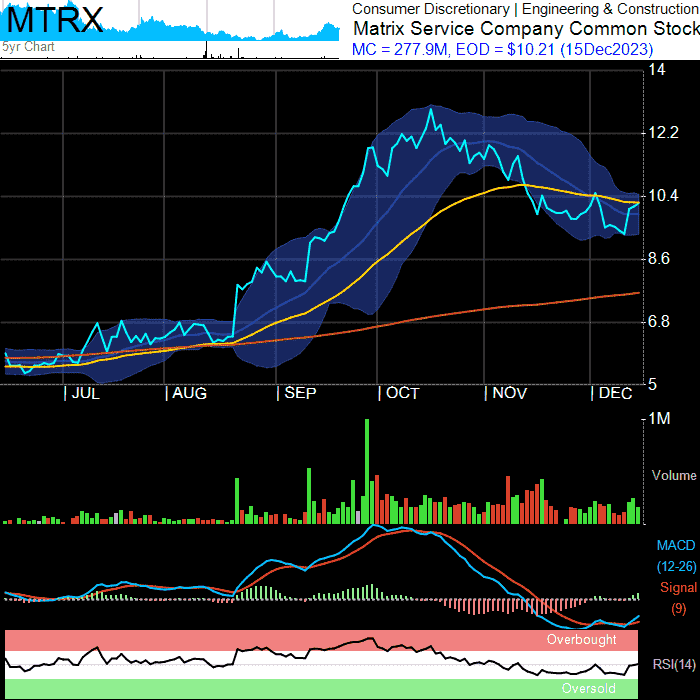 MTRX
5yr Chart
Consumer Discretionary | Engineering & Construction
Matrix Service Company Common Stock
MC = 277.9M, EOD = $10.21 (15Dec2023)
14
12.2
10.4
8.6
6.8
5
| JUL | AUG | SEP | OCT | NOV | DEC
1M
Volume
MACD
(12-26)
Signal
(9)
Overbought
RSI(14)
Oversold